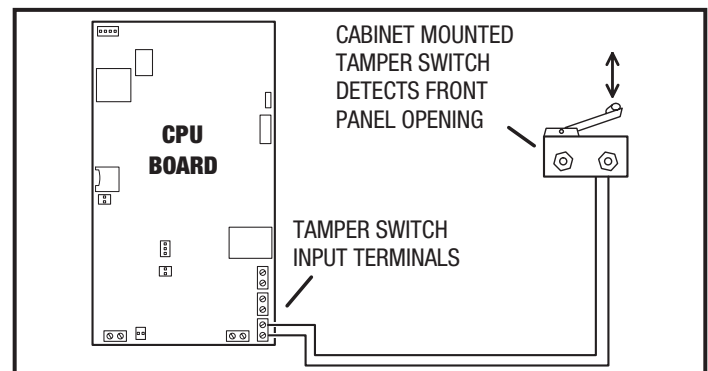 CABINET MOUNTED
TAMPER SWITCH
DETECTS FRONT
PANEL OPENING
CPU
BOARD
TAMPER SWITCH
INPUT TERMINALS